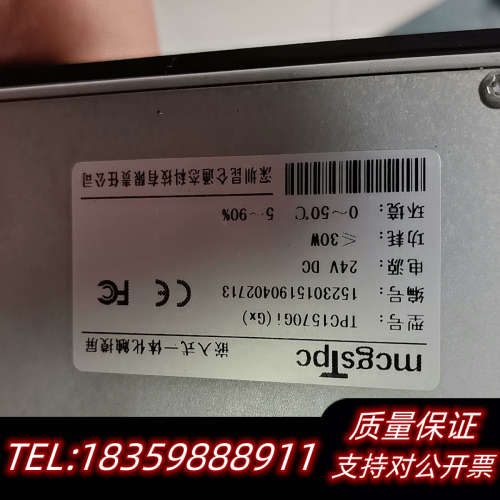 mcgsTpc
嵌入式一体化触摸屏
型号: TPC1570Gi(Gx)
编号: 1523015190402713
电源: 24V DC
功耗: ≤30W
环境: 0~50℃ 5~90%
深圳昆仑通态科技有限责任公司
CE FC
质量保证
TEL:18359888911
支持对公开票